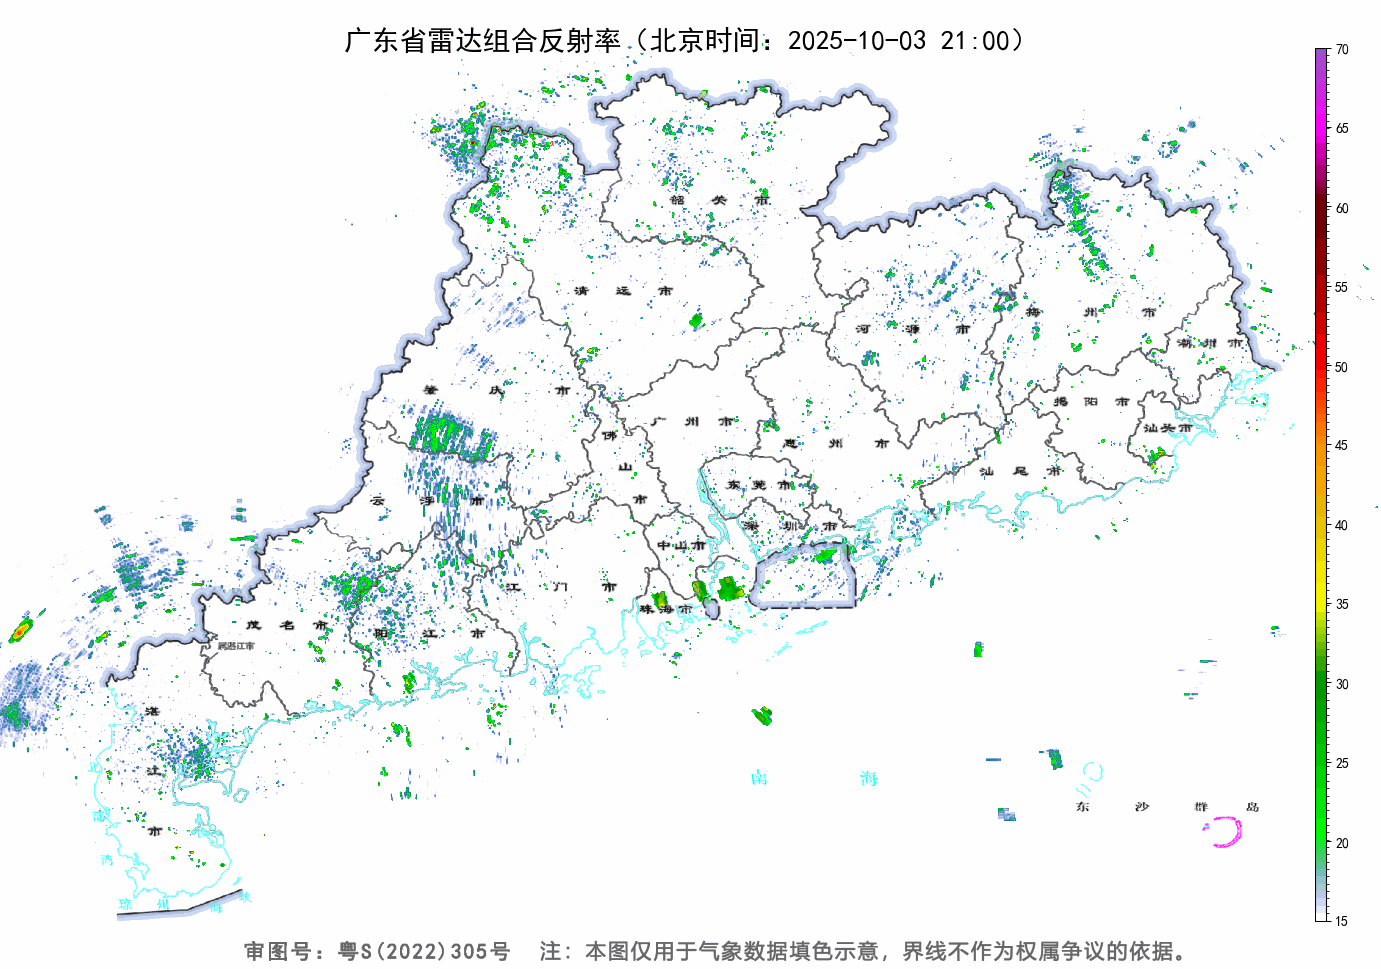 广东省雷达组合反射率（北京时间：2025-10-03 21:00）
70
65
60
55
50
45
40
35
30
25
20
15
韶关市
清远市
河源市
梅州市
潮州市
肇庆市
广州市
佛山市
惠州市
揭阳市
汕头市
汕尾市
东莞市
云浮市
深圳市
中山市
江门市
珠海市
茂名市
阳江市
属湛江市
湛江市
北部湾
琼州海峡
南海
东沙群岛
审图号：粤S(2022)305号 注：本图仅用于气象数据填色示意，界线不作为权属争议的依据。